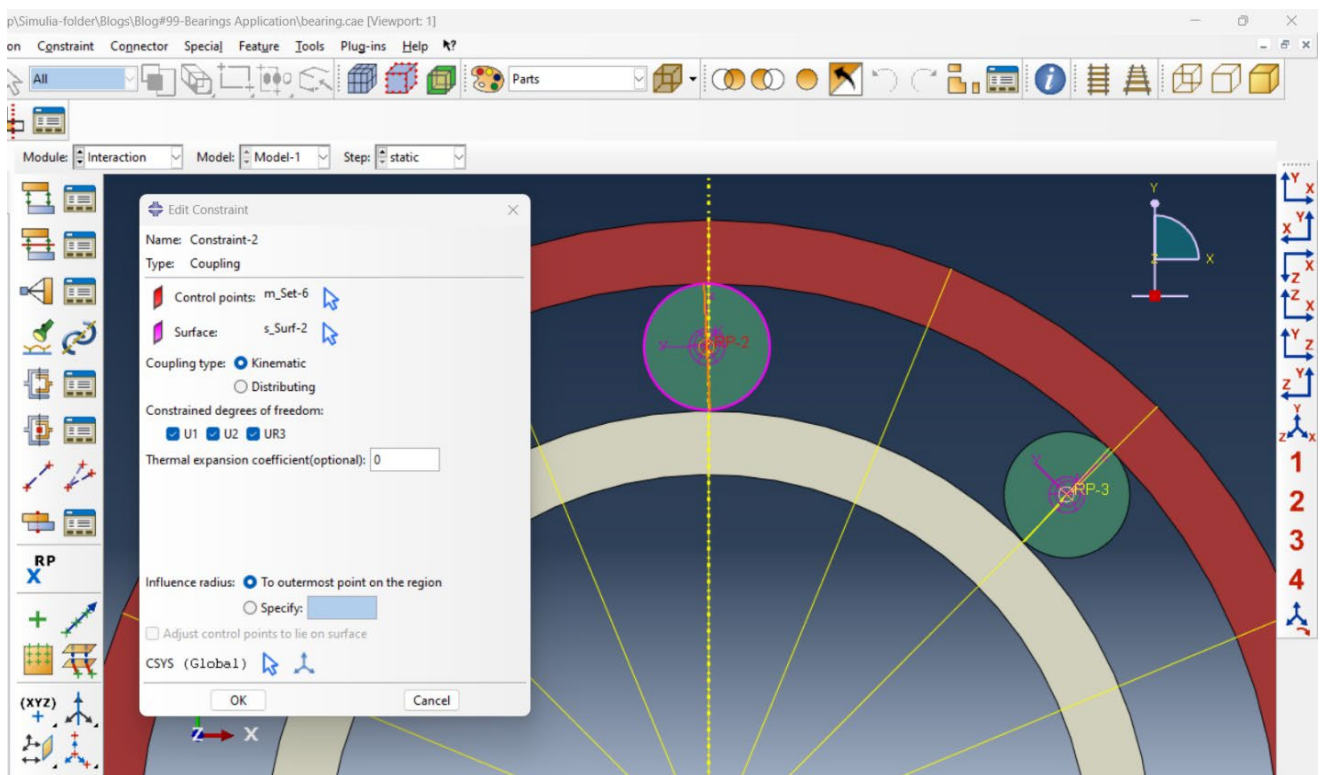 p\Simulia-folder\Blogs\Blog#99-Bearings Application\bearing.cae [Viewport: 1]
on Constraint Connector Special Feature Tools Plug-ins Help
All Parts
Module: Interaction Model: Model-1 Step: static
Edit Constraint
Name: Constraint-2
Type: Coupling
Control points: m_Set-6
Surface: s_Surf-2
Coupling type: Kinematic
Distributing
Constrained degrees of freedom:
U1 U2 UR3
Thermal expansion coefficient(optional): 0
Influence radius: To outermost point on the region
Specify:
Adjust control points to lie on surface
CSYS (Global)
OK Cancel
RP
X
(XYZ)
Z X
y RP-2
y RP-3
Y
Z X
Y X
X Y
X Z
Z X
Y Z
Z Y
Y
Z X
1
2
3
4